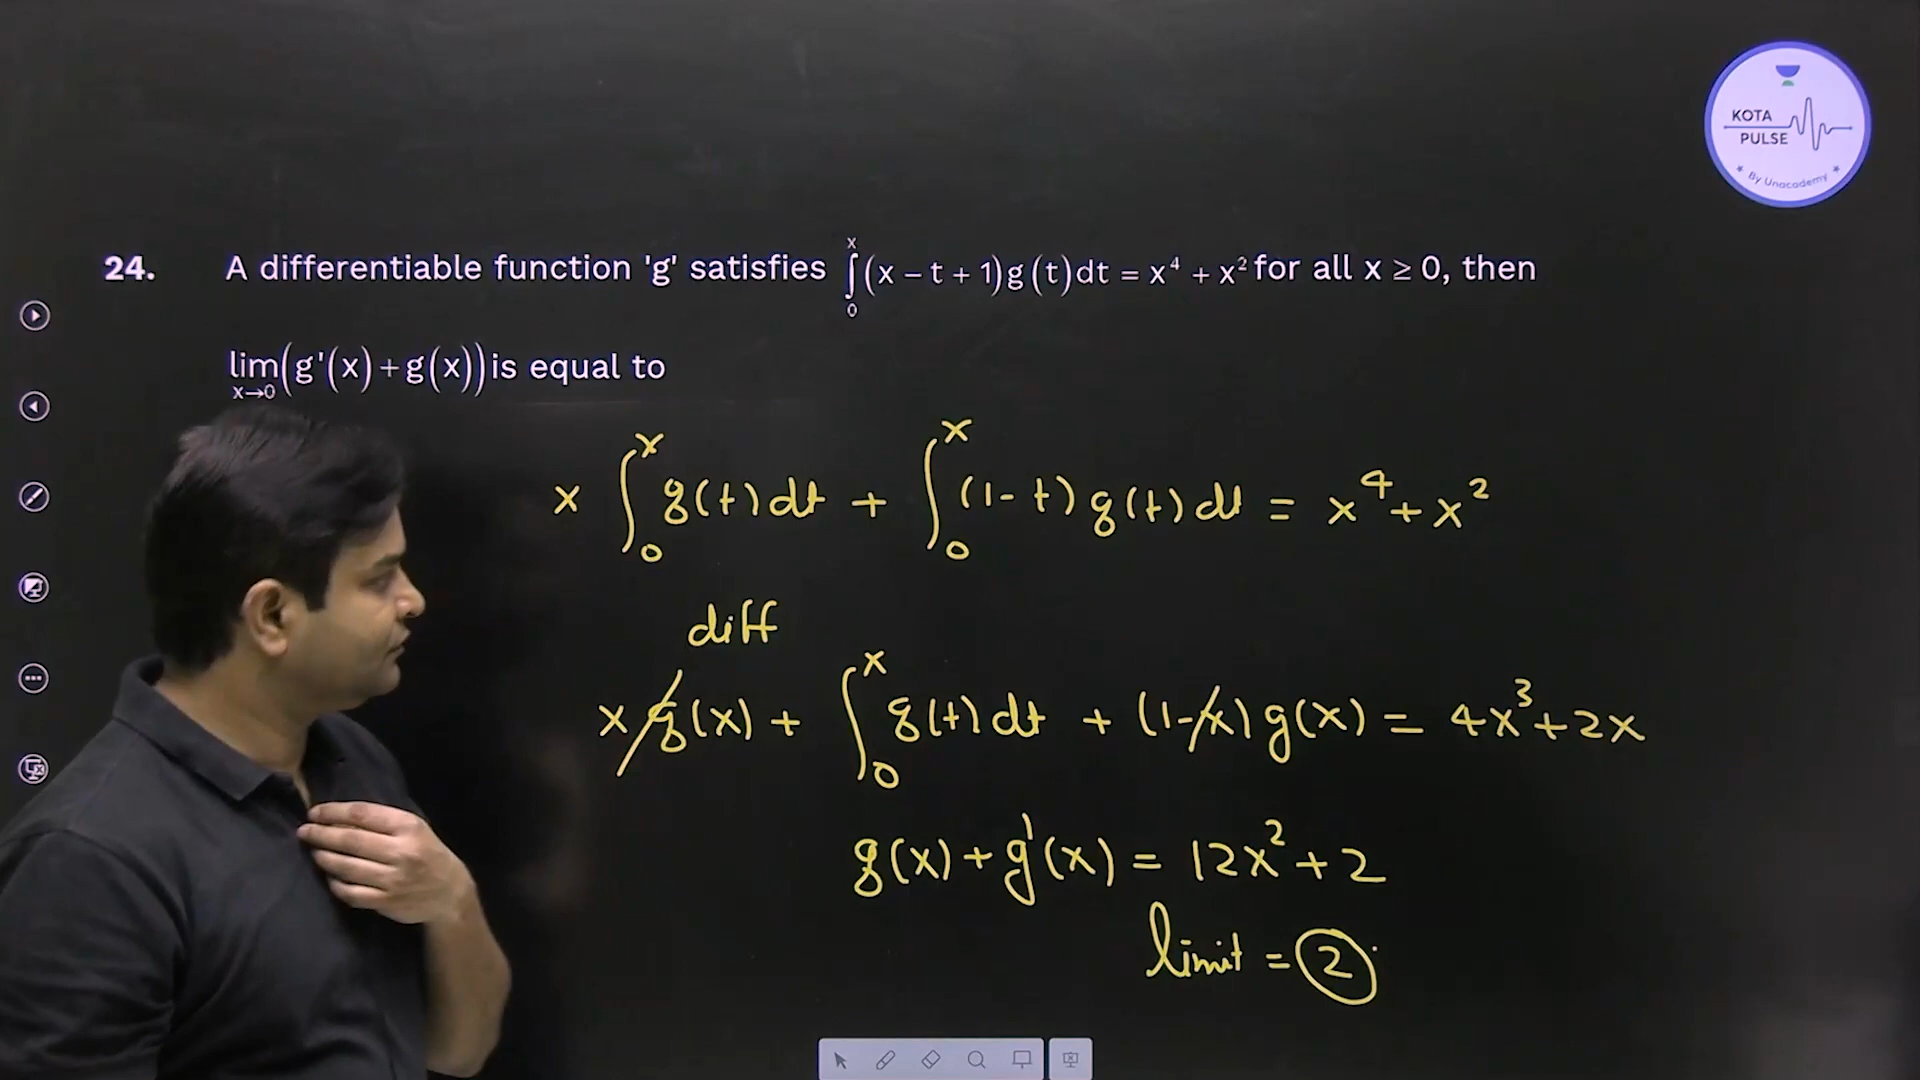 KOTA
PULSE
★ By Unacademy ★
24. A differentiable function 'g' satisfies ∫₀ˣ (x – t + 1)g(t)dt = x⁴ + x² for all x ≥ 0, then
lim x→0 (g'(x) + g(x)) is equal to
x ∫₀ˣ g(t)dt + ∫₀ˣ (1-t) g(t)dt = x⁴ + x²
diff
x g(x) + ∫₀ˣ g(t)dt + (1-x) g(x) = 4x³ + 2x
g(x) + g'(x) = 12x² + 2
limit = 2